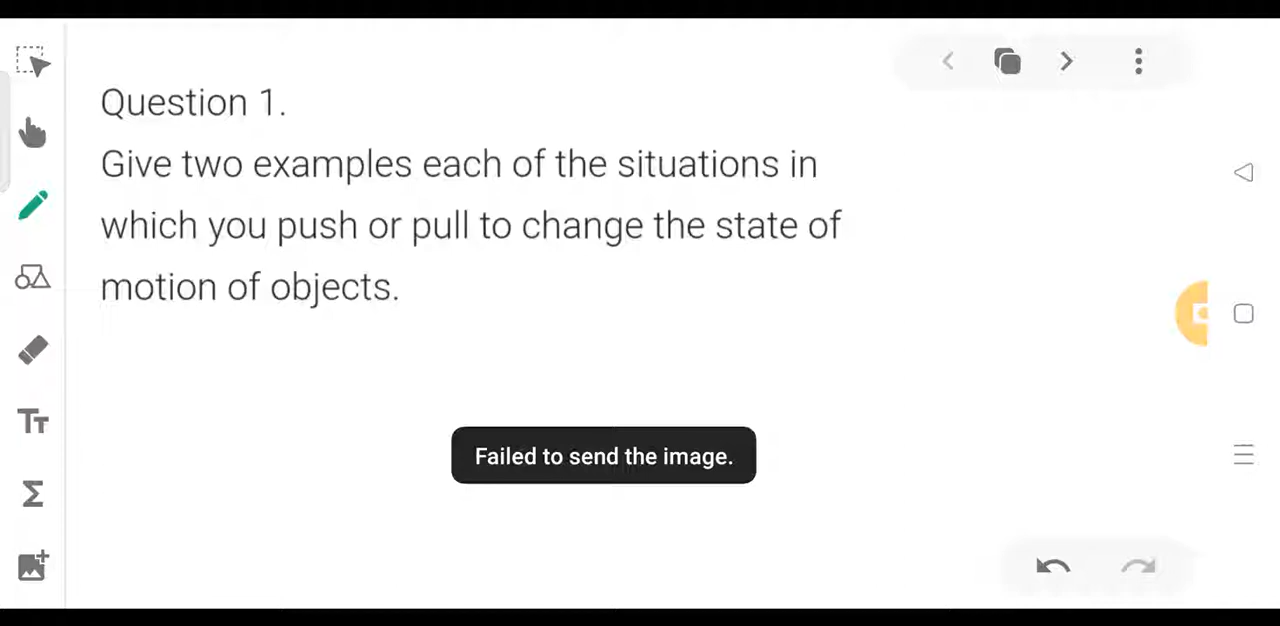 Question 1.
Give two examples each of the situations in
which you push or pull to change the state of
motion of objects.
Failed to send the image.
TT
Σ